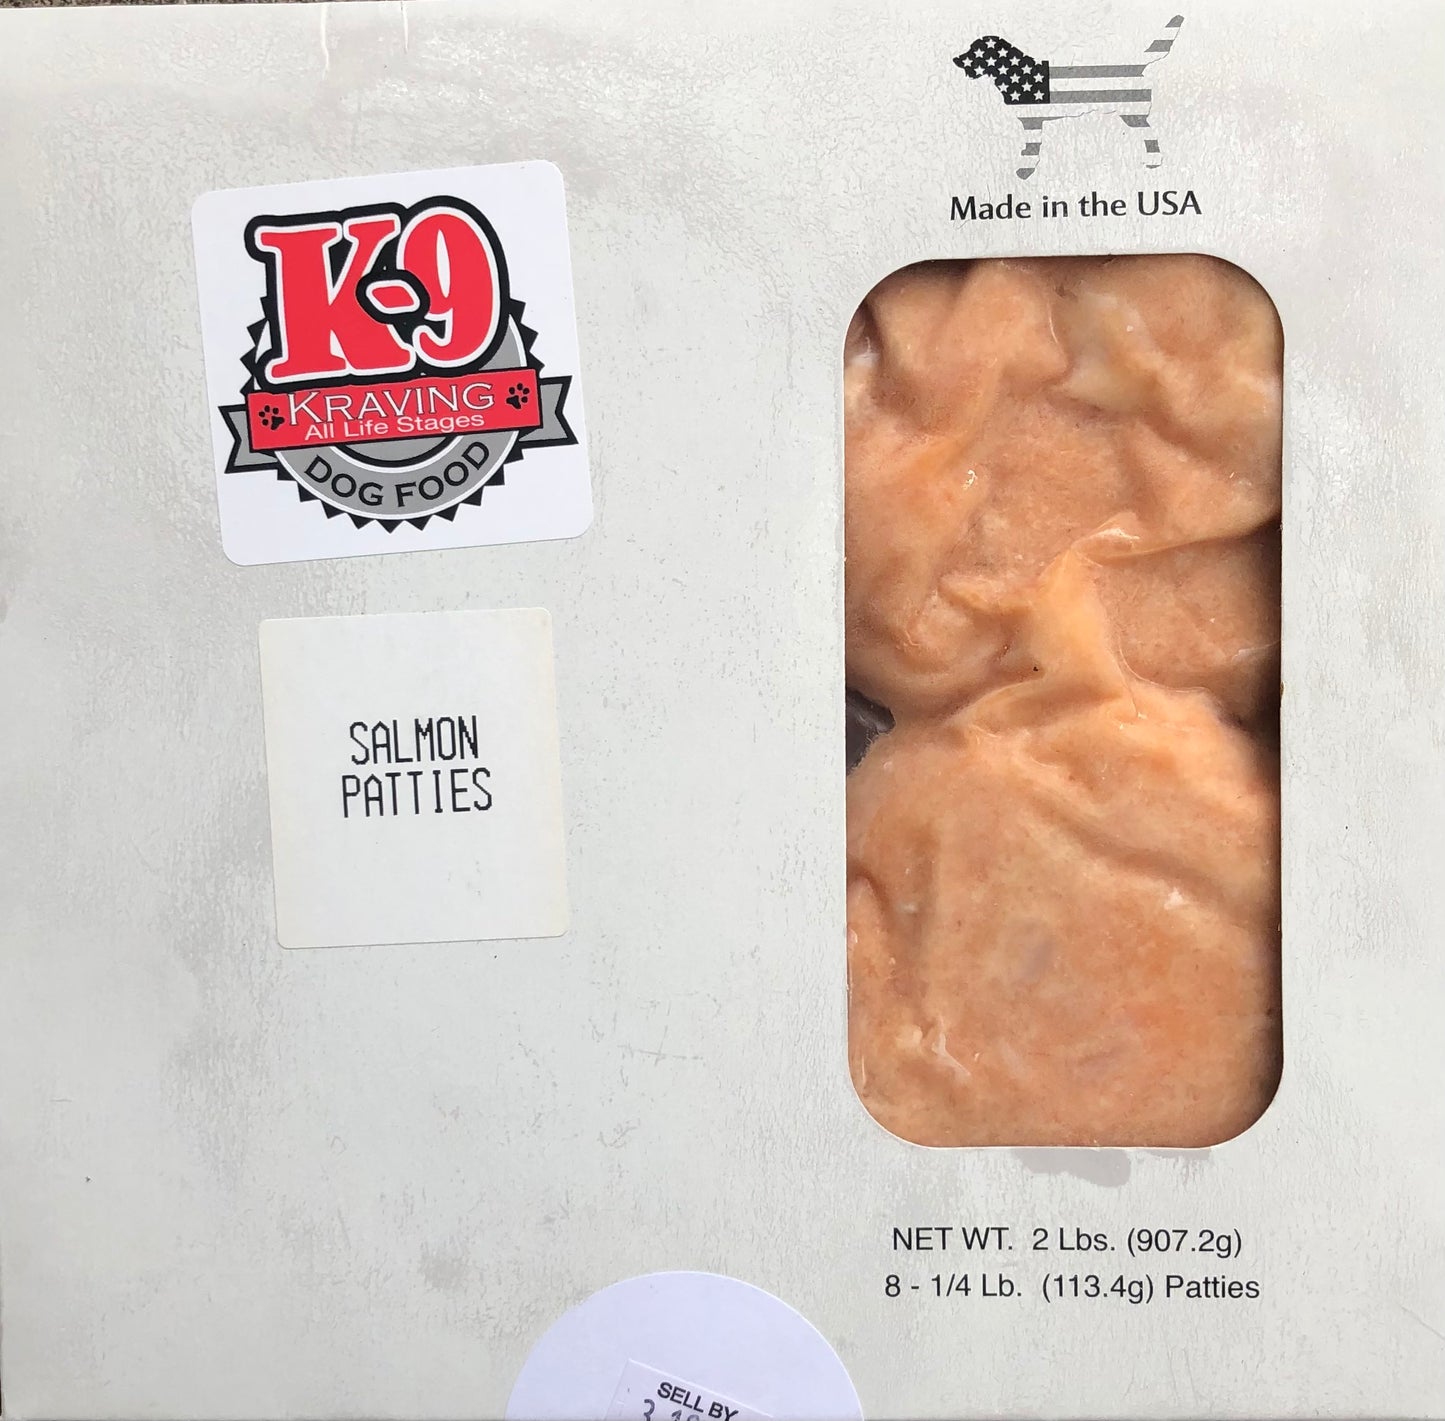 Made in the USA
K-9
KRAVING
All Life Stages
DOG FOOD
SALMON
PATTIES
NET WT. 2 Lbs. (907.2g)
8 - 1/4 Lb. (113.4g) Patties
SELL BY